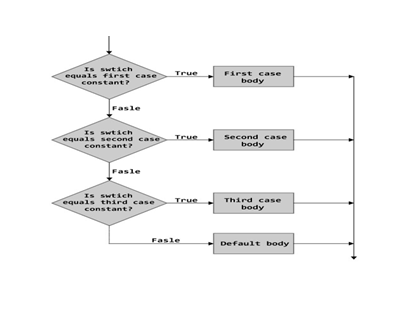 Is swtich
equals first case
constant?
True
First case
body
Fasle
Is swtich
equals second case
constant?
True
Second case
body
Fasle
Is swtich
equals third case
constant?
True
Third case
body
Fasle
Default body